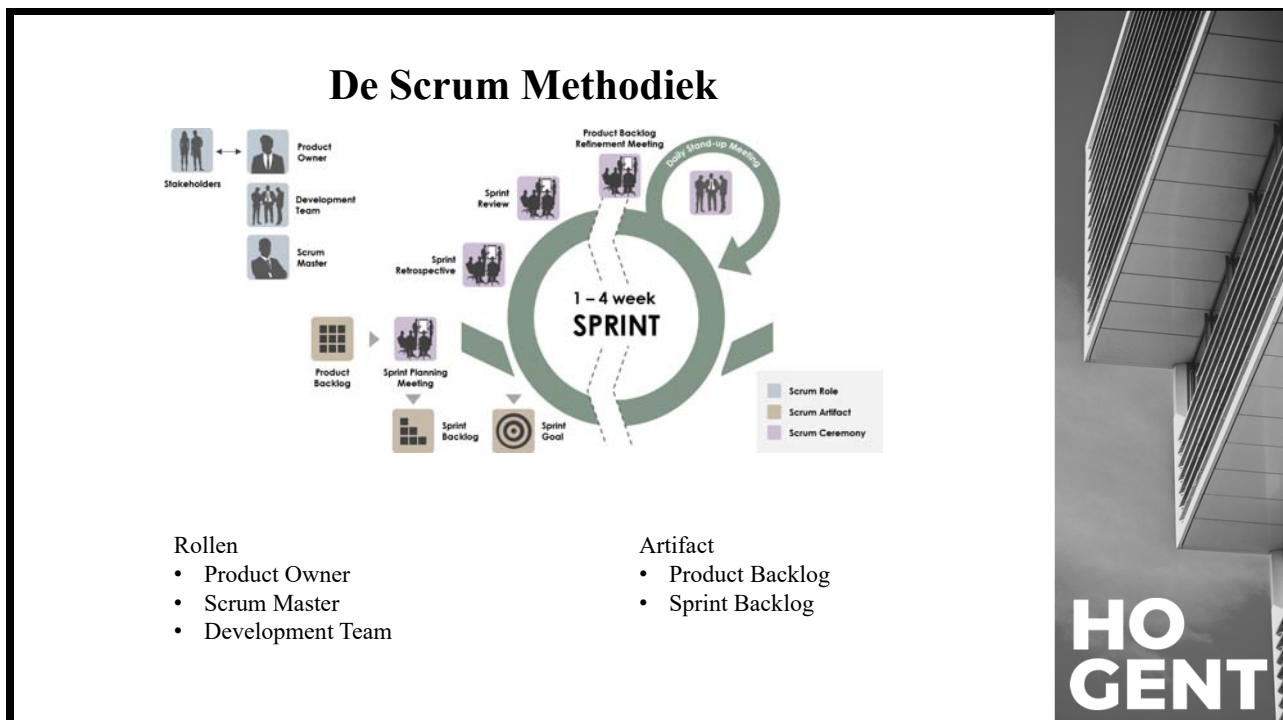 De Scrum Methodiek
Stakeholders
Product
Owner
Development
Team
Scrum
Master
Product Backlog
Refinement Meeting
Daily Stand-up Meeting
Sprint
Review
Sprint
Retrospective
1 – 4 week
SPRINT
Product
Backlog
Sprint Planning
Meeting
Sprint
Backlog
Sprint
Goal
Scrum Role
Scrum Artifact
Scrum Ceremony
Rollen
• Product Owner
• Scrum Master
• Development Team
Artifact
• Product Backlog
• Sprint Backlog
HO
GENT